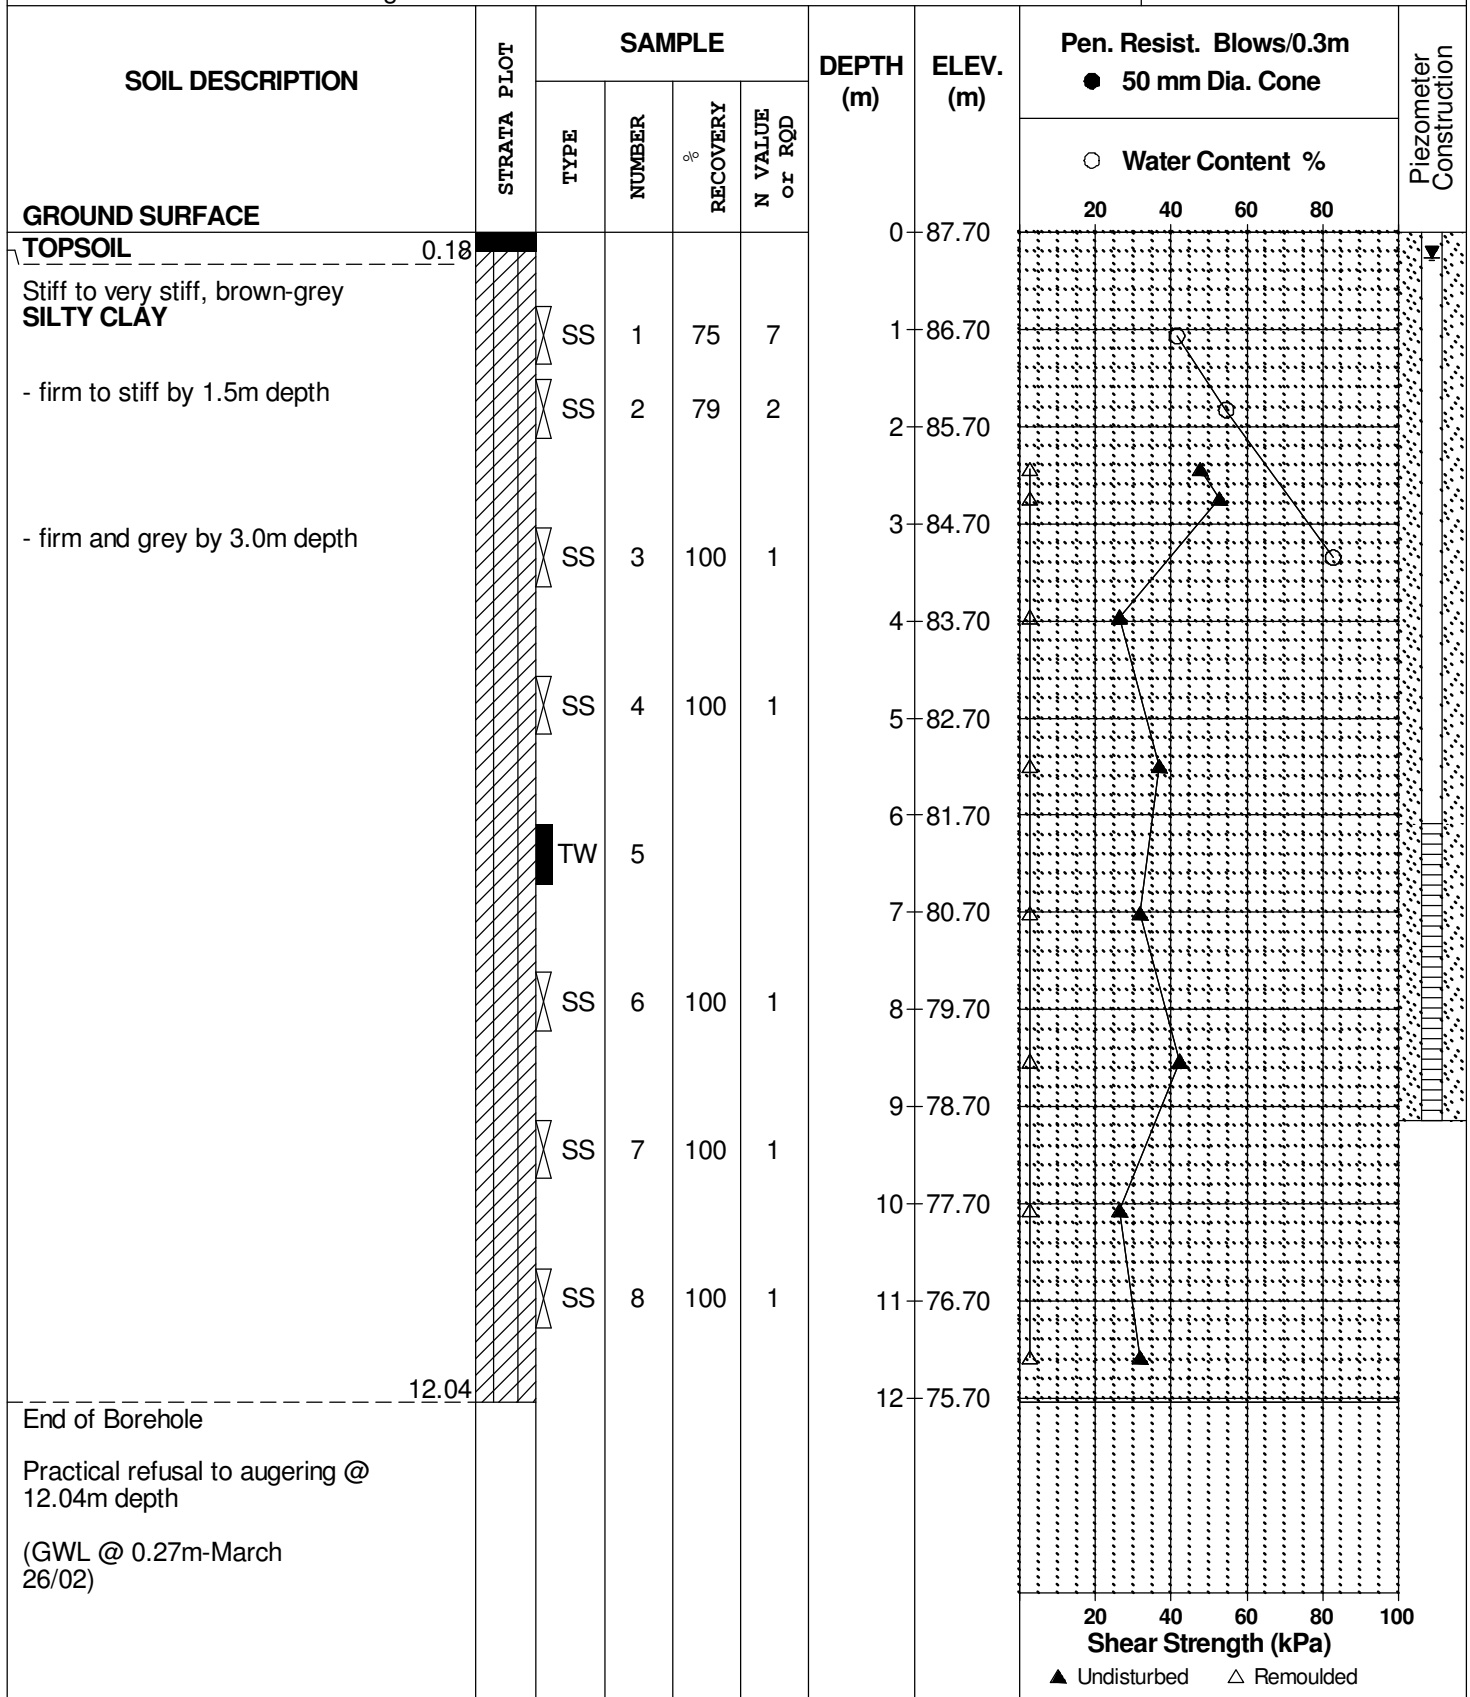 SOIL DESCRIPTION
GROUND SURFACE
STRATA PLOT
SAMPLE
TYPE
NUMBER
% RECOVERY
N VALUE or RQD
DEPTH (m)
ELEV. (m)
Pen. Resist. Blows/0.3m
● 50 mm Dia. Cone
○ Water Content %
20 40 60 80
Piezometer Construction
TOPSOIL 0.18
Stiff to very stiff, brown-grey
SILTY CLAY
- firm to stiff by 1.5m depth
- firm and grey by 3.0m depth
12.04
End of Borehole
Practical refusal to augering @
12.04m depth
(GWL @ 0.27m-March
26/02)
SS 1 75 7
SS 2 79 2
SS 3 100 1
SS 4 100 1
TW 5
SS 6 100 1
SS 7 100 1
SS 8 100 1
0 87.70
1 86.70
2 85.70
3 84.70
4 83.70
5 82.70
6 81.70
7 80.70
8 79.70
9 78.70
10 77.70
11 76.70
12 75.70
20 40 60 80 100
Shear Strength (kPa)
▲ Undisturbed △ Remoulded